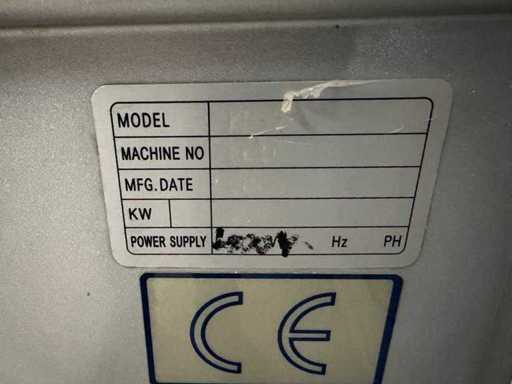 MODEL
MACHINE NO
MFG.DATE
KW
POWER SUPPLY Hz PH
CE